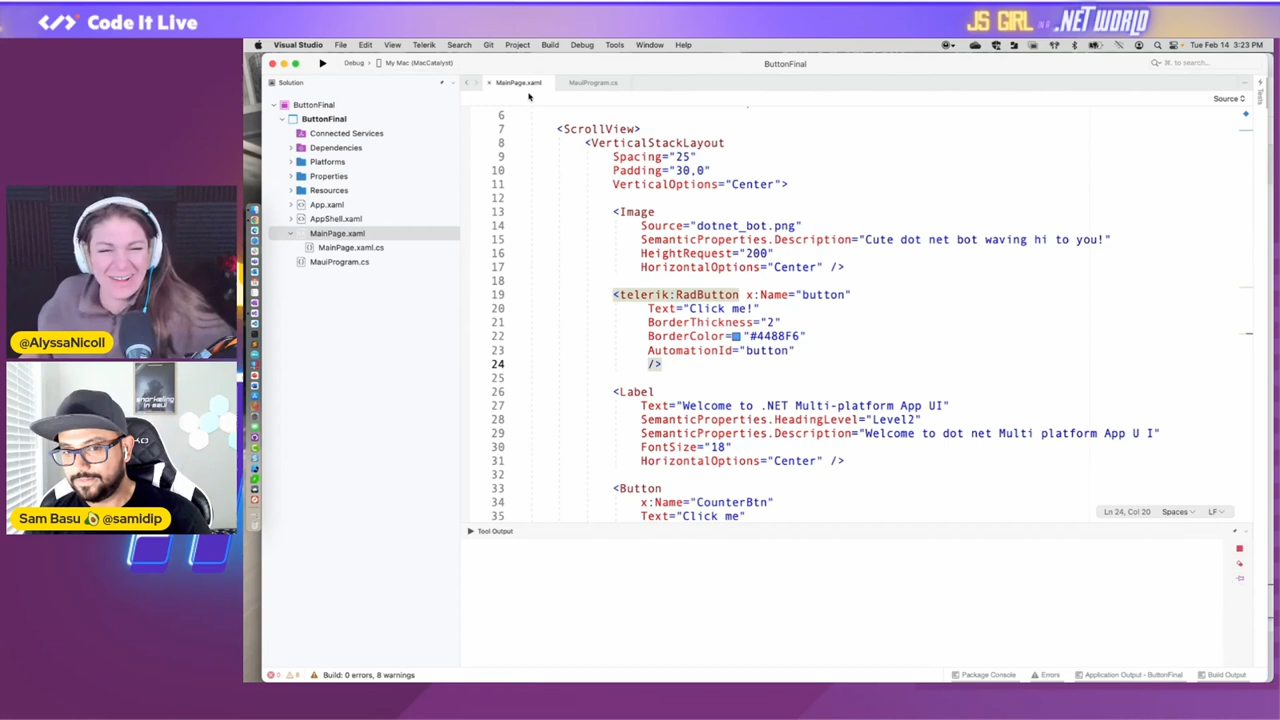 </> Code It Live
JS GIRL IN A .NET WORLD
Visual Studio File Edit View Telerik Search Git Project Build Debug Tools Window Help
Tue Feb 14 3:23 PM
Debug > My Mac (MacCatalyst)
ButtonFinal
⌘. to search...
Solution
MainPage.xaml
MauiProgram.cs
Source
Tests
ButtonFinal
ButtonFinal
Connected Services
Dependencies
Platforms
Properties
Resources
App.xaml
AppShell.xaml
MainPage.xaml
MainPage.xaml.cs
MauiProgram.cs
6
7 <ScrollView>
8 <VerticalStackLayout
9 Spacing="25"
10 Padding="30,0"
11 VerticalOptions="Center">
12
13 <Image
14 Source="dotnet_bot.png"
15 SemanticProperties.Description="Cute dot net bot waving hi to you!"
16 HeightRequest="200"
17 HorizontalOptions="Center" />
18
19 <telerik:RadButton x:Name="button"
20 Text="Click me!"
21 BorderThickness="2"
22 BorderColor="#4488F6"
23 AutomationId="button"
24 />
25
26 <Label
27 Text="Welcome to .NET Multi-platform App UI"
28 SemanticProperties.HeadingLevel="Level2"
29 SemanticProperties.Description="Welcome to dot net Multi platform App U I"
30 FontSize="18"
31 HorizontalOptions="Center" />
32
33 <Button
34 x:Name="CounterBtn"
35 Text="Click me"
Ln 24, Col 20 Spaces LF
Tool Output
@AlyssaNicoll
snorkeling in maui
Sam Basu 🥑 @samidip
0 8 Build: 0 errors, 8 warnings
Package Console
Errors
Application Output - ButtonFinal
Build Output